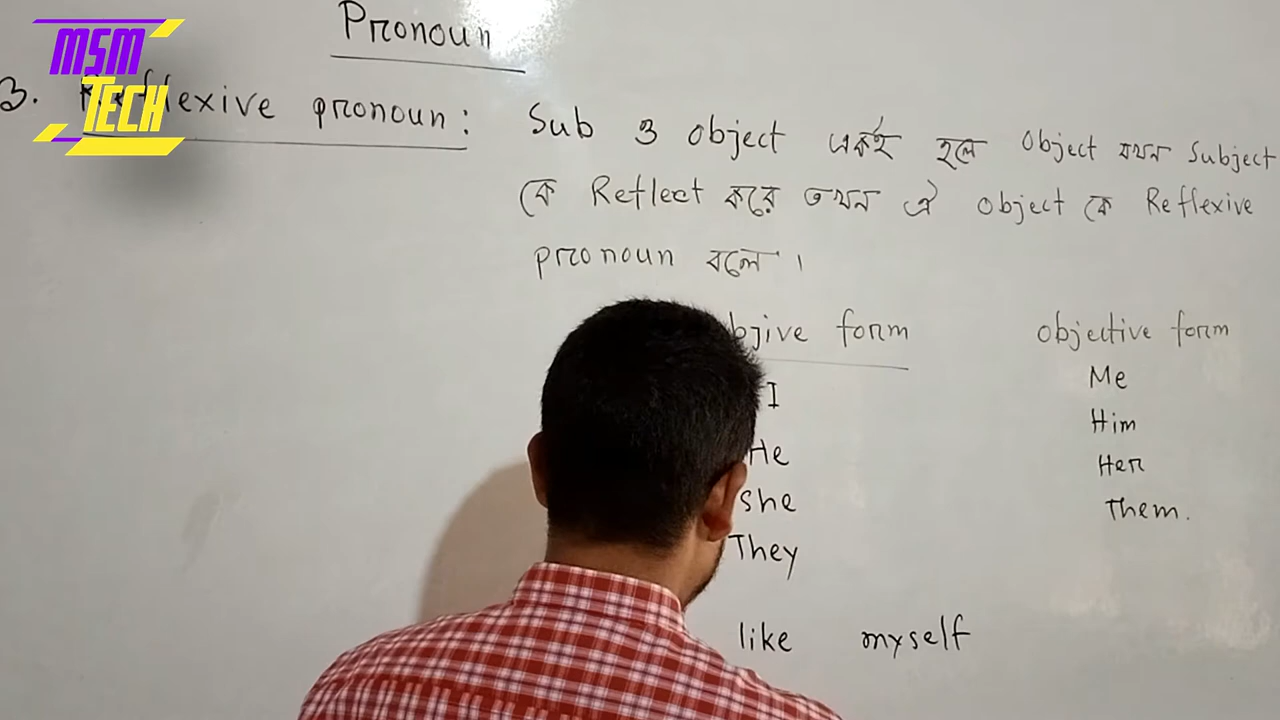 MSM
TECH
Pronoun
3. Reflexive pronoun:
Sub ও object একই হলে Object যখন Subject
কে Reflect করে তখন ঐ object কে Reflexive
pronoun বলে।
bjive form
objective form
I
Me
He
Him
she
Her
They
Them.
like myself